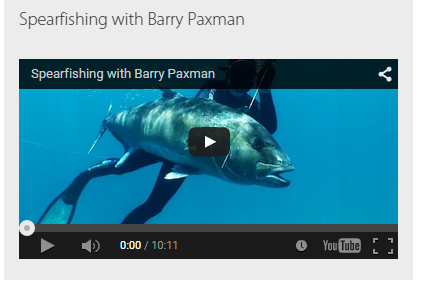 Spearfishing with Barry Paxman
Spearfishing with Barry Paxman
0:00 / 10:11 YouTube